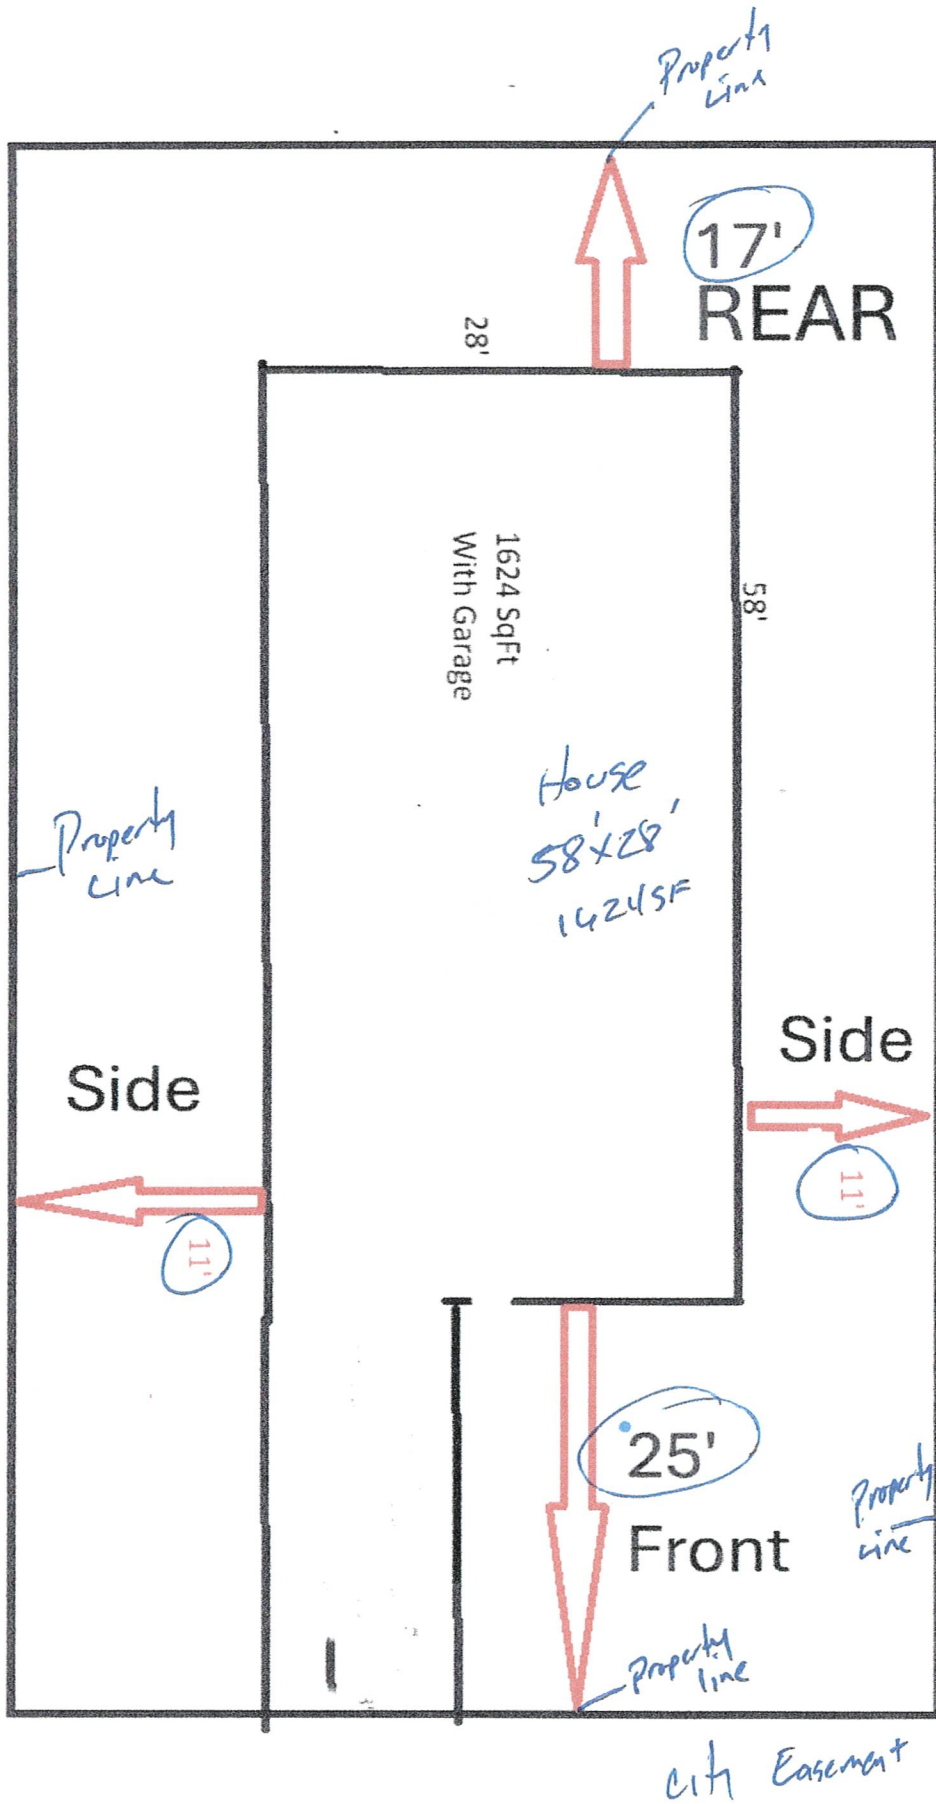 Property
Line
17'
REAR
28'
58'
1624 SqFt
With Garage
House
58'x28'
1624SF
Property
Line
Side
Side
11'
11'
25'
Front
Property
Line
Property
line
City Easement